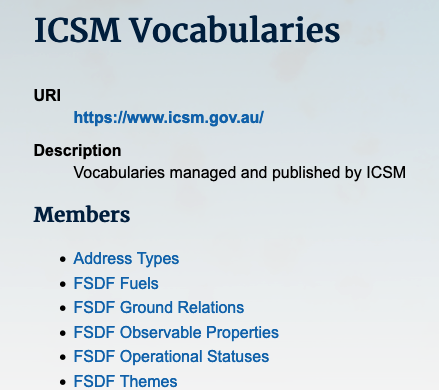 ICSM Vocabularies
URI
https://www.icsm.gov.au/
Description
Vocabularies managed and published by ICSM
Members
• Address Types
• FSDF Fuels
• FSDF Ground Relations
• FSDF Observable Properties
• FSDF Operational Statuses
• FSDF Themes